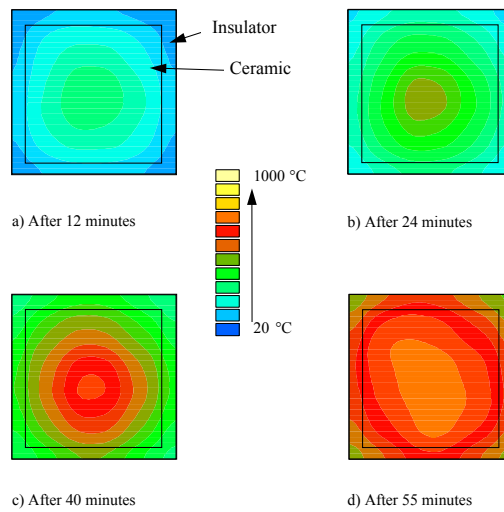 Insulator
Ceramic
1000 °C
a) After 12 minutes
b) After 24 minutes
20 °C
c) After 40 minutes
d) After 55 minutes